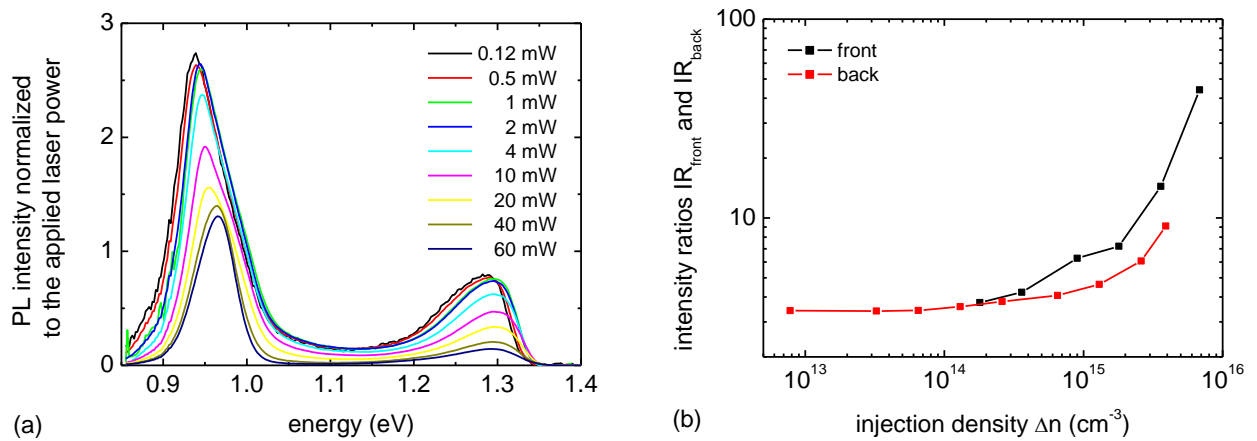 PL intensity normalized
to the applied laser power
3
2
1
0
0.12 mW
0.5 mW
1 mW
2 mW
4 mW
10 mW
20 mW
40 mW
60 mW
0.9 1.0 1.1 1.2 1.3 1.4
energy (eV)
(a)
intensity ratios IR_front and IR_back
100
10
front
back
10^13 10^14 10^15 10^16
injection density Δn (cm^-3)
(b)